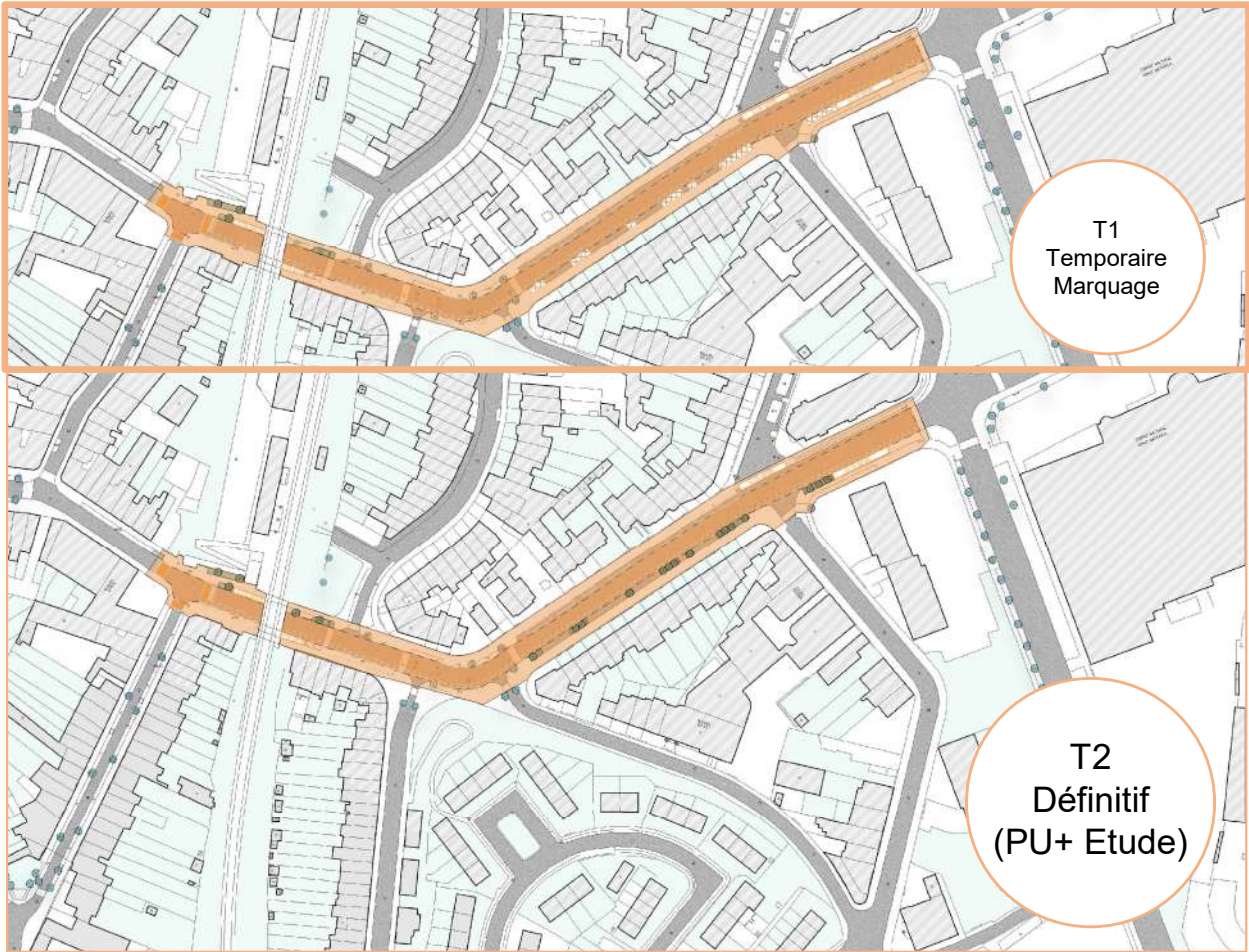 T1
Temporaire
Marquage
T2
Définitif
(PU+ Etude)